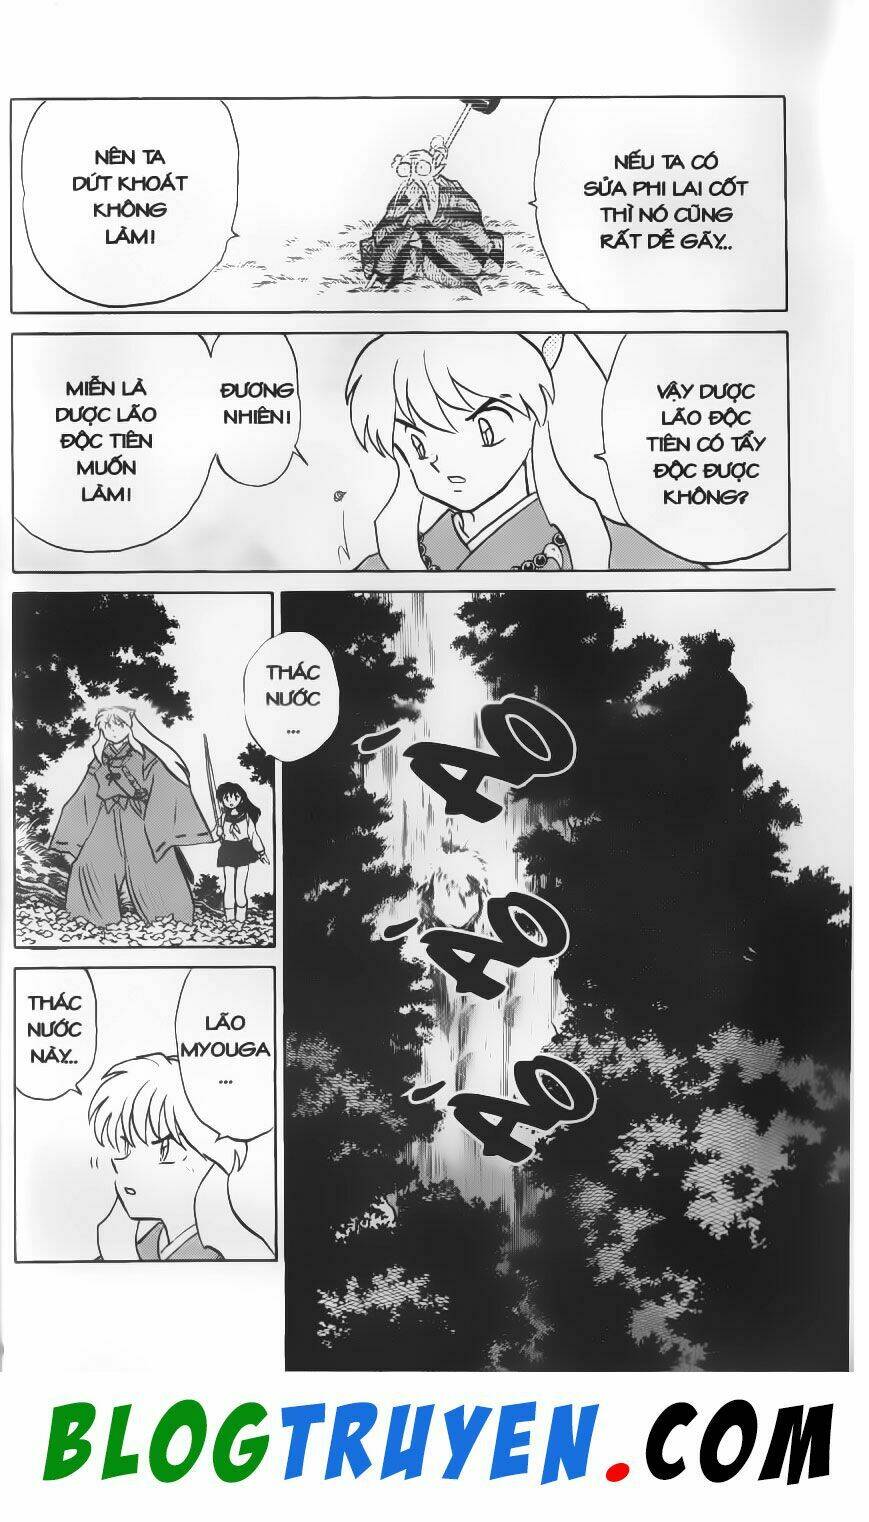 NẾU TA CÓ
SỬA PHI LAI CỐT
THÌ NÓ CŨNG
RẤT DỄ GÃY...
NÊN TA
DỨT KHOÁT
KHÔNG
LÀM!
VẬY DƯỢC
LÃO ĐỘC
TIÊN CÓ TẨY
ĐỘC ĐƯỢC
KHÔNG?
ĐƯƠNG
NHIÊN!
MIỄN LÀ
DƯỢC LÃO
ĐỘC TIÊN
MUỐN
LÀM!
ÀO
ÀO
ÀO
THÁC
NƯỚC
...
LÃO
MYOUGA
...
THÁC
NƯỚC
NÀY...
BLOGTRUYEN.COM